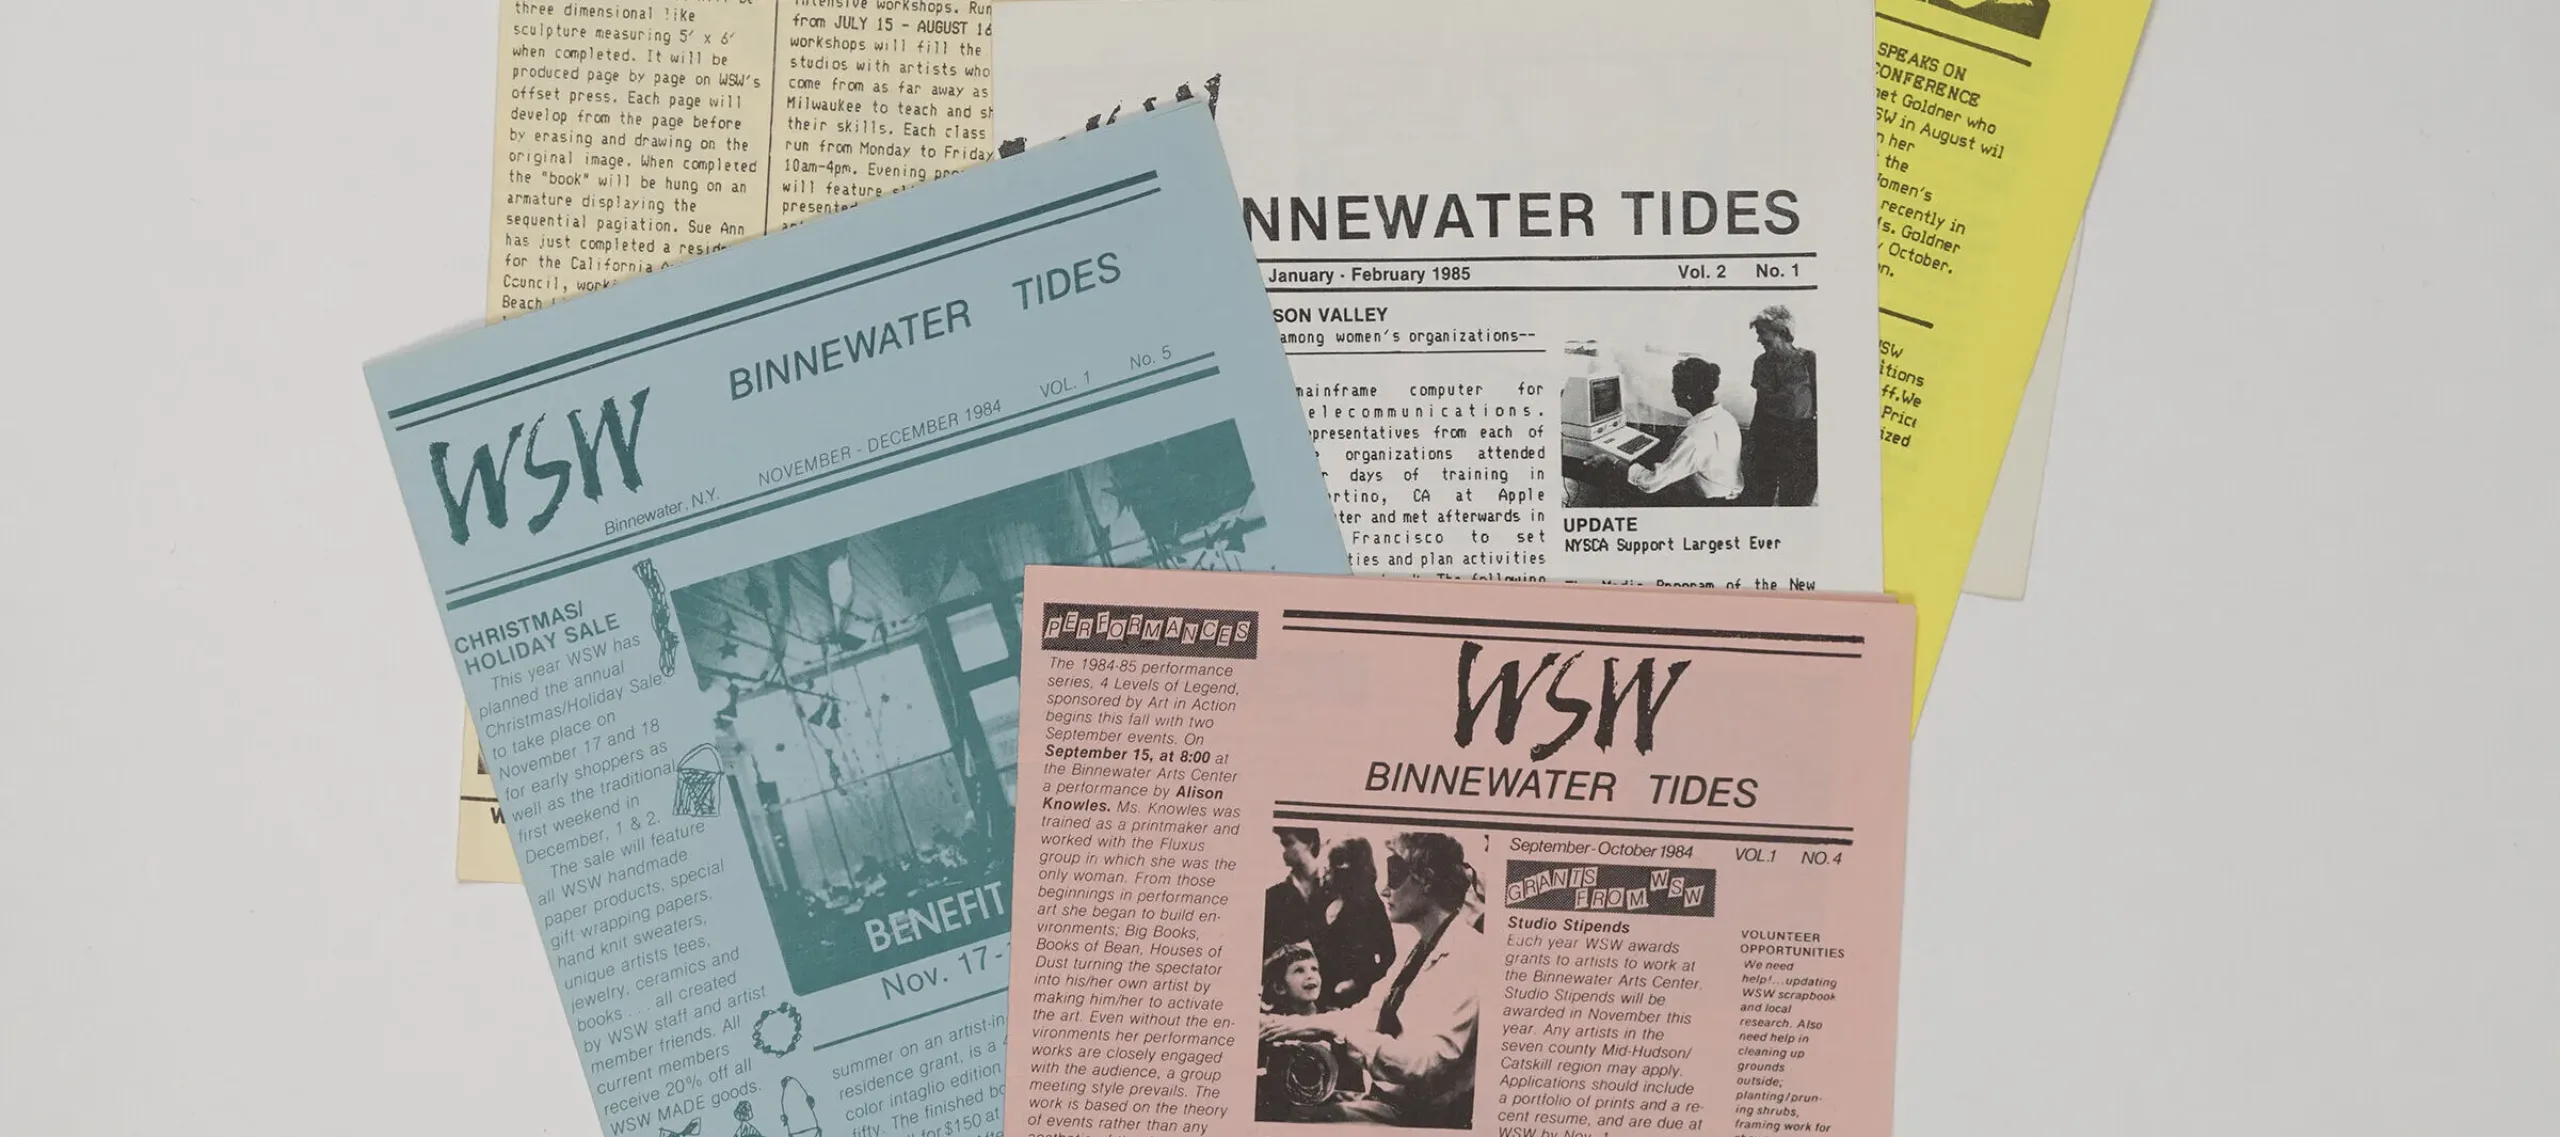 three dimensional like
sculpture measuring 5' x 6'
when completed. It will be
produced page by page on WSW's
offset press. Each page will
develop from the page before
by erasing and drawing on the
original image. When completed
the "book" will be hung on an
armature displaying the
sequential pagiation. Sue Ann
has just completed a
for the California
Council,
Beach
intensive workshops. Run
from JULY 15 - AUGUST 16
workshops will fill the
studios with artists who
come from as far away as
Milwaukee to teach and
their skills. Each class
run from Monday to Friday
10am-4pm. Evening
will feature
presented
BINNEWATER TIDES
WSW
Binnewater, N.Y.
NOVEMBER - DECEMBER 1984
VOL. 1
No. 5
CHRISTMAS/
HOLIDAY SALE
This year WSW has
planned the annual
Christmas/Holiday Sale
to take place on
November 17 and 18
for early shoppers as
well as the traditional
first weekend in
December, 1 & 2.
The sale will feature
all WSW handmade
paper products, special
gift wrapping papers,
hand knit sweaters,
unique artists tees,
jewelry, ceramics and
books . . . all created
by WSW staff and artist
member friends. All
current members
receive 20% off all
WSW MADE goods.
BENEFIT
Nov. 17-
summer on an artist-in-
residence grant, is a
color intaglio edition
fifty. The finished
for $150 at
NNEWATER TIDES
January · February 1985
Vol. 2 No. 1
SON VALLEY
among women's organizations--
mainframe computer for
elecommunications.
presentatives from each of
organizations attended
days of training in
rtino, CA at Apple
ter and met afterwards in
Francisco to set
ties and plan activities
The following
UPDATE
NYSCA Support Largest Ever
The Media Program of the New
SPEAKS ON
CONFERENCE
net Goldner who
SW in August wil
n her
the
Women's
recently in
Ms. Goldner
October.
on.
SW
itions
ff. We
Price
ized
PERFORMANCES
The 1984-85 performance
series, 4 Levels of Legend,
sponsored by Art in Action
begins this fall with two
September events. On
September 15, at 8:00 at
the Binnewater Arts Center
a performance by Alison
Knowles. Ms. Knowles was
trained as a printmaker and
worked with the Fluxus
group in which she was the
only woman. From those
beginnings in performance
art she began to build en-
vironments; Big Books,
Books of Bean, Houses of
Dust turning the spectator
into his/her own artist by
making him/her to activate
the art. Even without the en-
vironments her performance
works are closely engaged
with the audience, a group
meeting style prevails. The
work is based on the theory
of events rather than any
WSW
BINNEWATER TIDES
September-October 1984
VOL.1 NO.4
GRANTS
FROM WSW
Studio Stipends
Each year WSW awards
grants to artists to work at
the Binnewater Arts Center.
Studio Stipends will be
awarded in November this
year. Any artists in the
seven county Mid-Hudson/
Catskill region may apply.
Applications should include
a portfolio of prints and a re-
cent resume, and are due at
WSW by Nov. 1
VOLUNTEER
OPPORTUNITIES
We need
help!...updating
WSW scrapbook
and local
research. Also
need help in
cleaning up
grounds
outside;
planting/prun-
ing shrubs,
framing work for